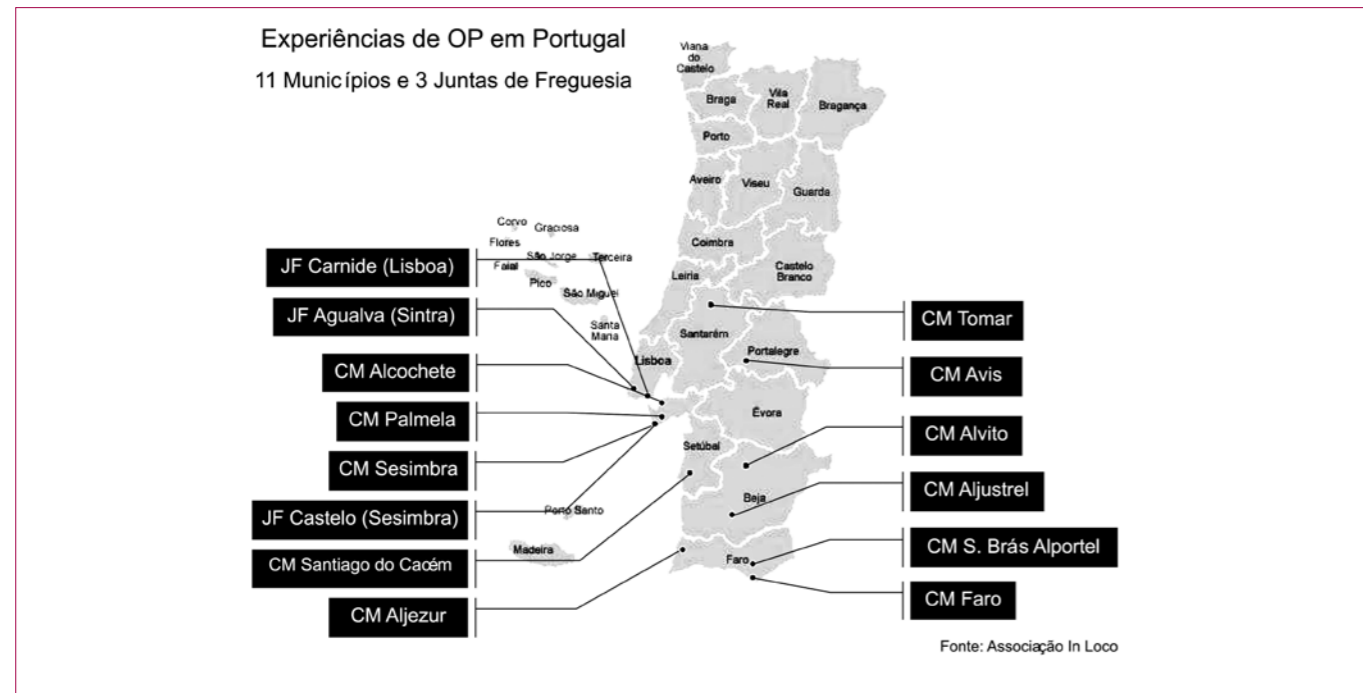 Experiências de OP em Portugal
11 Municípios e 3 Juntas de Freguesia
Viana
do
Castelo
Braga
Vila
Real
Bragança
Porto
Aveiro
Viseu
Guarda
Coimbra
Castelo
Branco
Leiria
Santarém
Portalegre
Lisboa
Évora
Setúbal
Beja
Faro
Corvo
Graciosa
Flores
São Jorge
Terceira
Faial
Pico
São Miguel
Santa
Maria
Porto Santo
Madeira
JF Carnide (Lisboa)
JF Agualva (Sintra)
CM Alcochete
CM Palmela
CM Sesimbra
JF Castelo (Sesimbra)
CM Santiago do Cacém
CM Aljezur
CM Tomar
CM Avis
CM Alvito
CM Aljustrel
CM S. Brás Alportel
CM Faro
Fonte: Associação In Loco